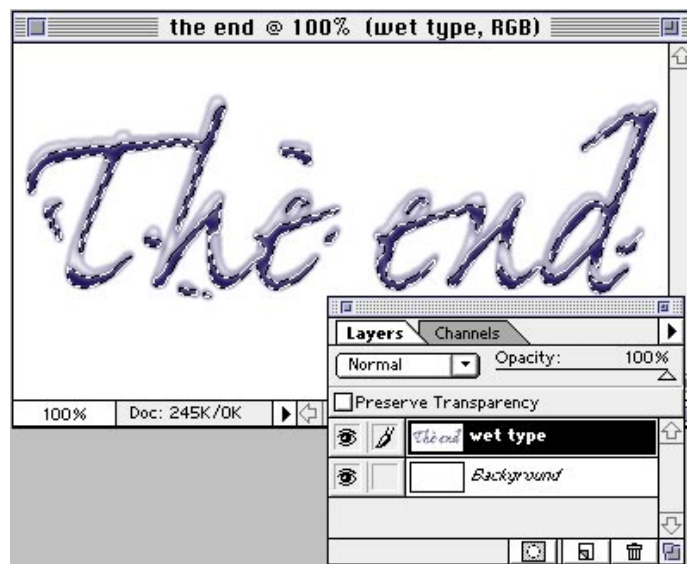 the end @ 100% (wet type, RGB)
The end
Layers Channels
Normal Opacity: 100%
Preserve Transparency
100% Doc: 245K/0K
The end wet type
Background